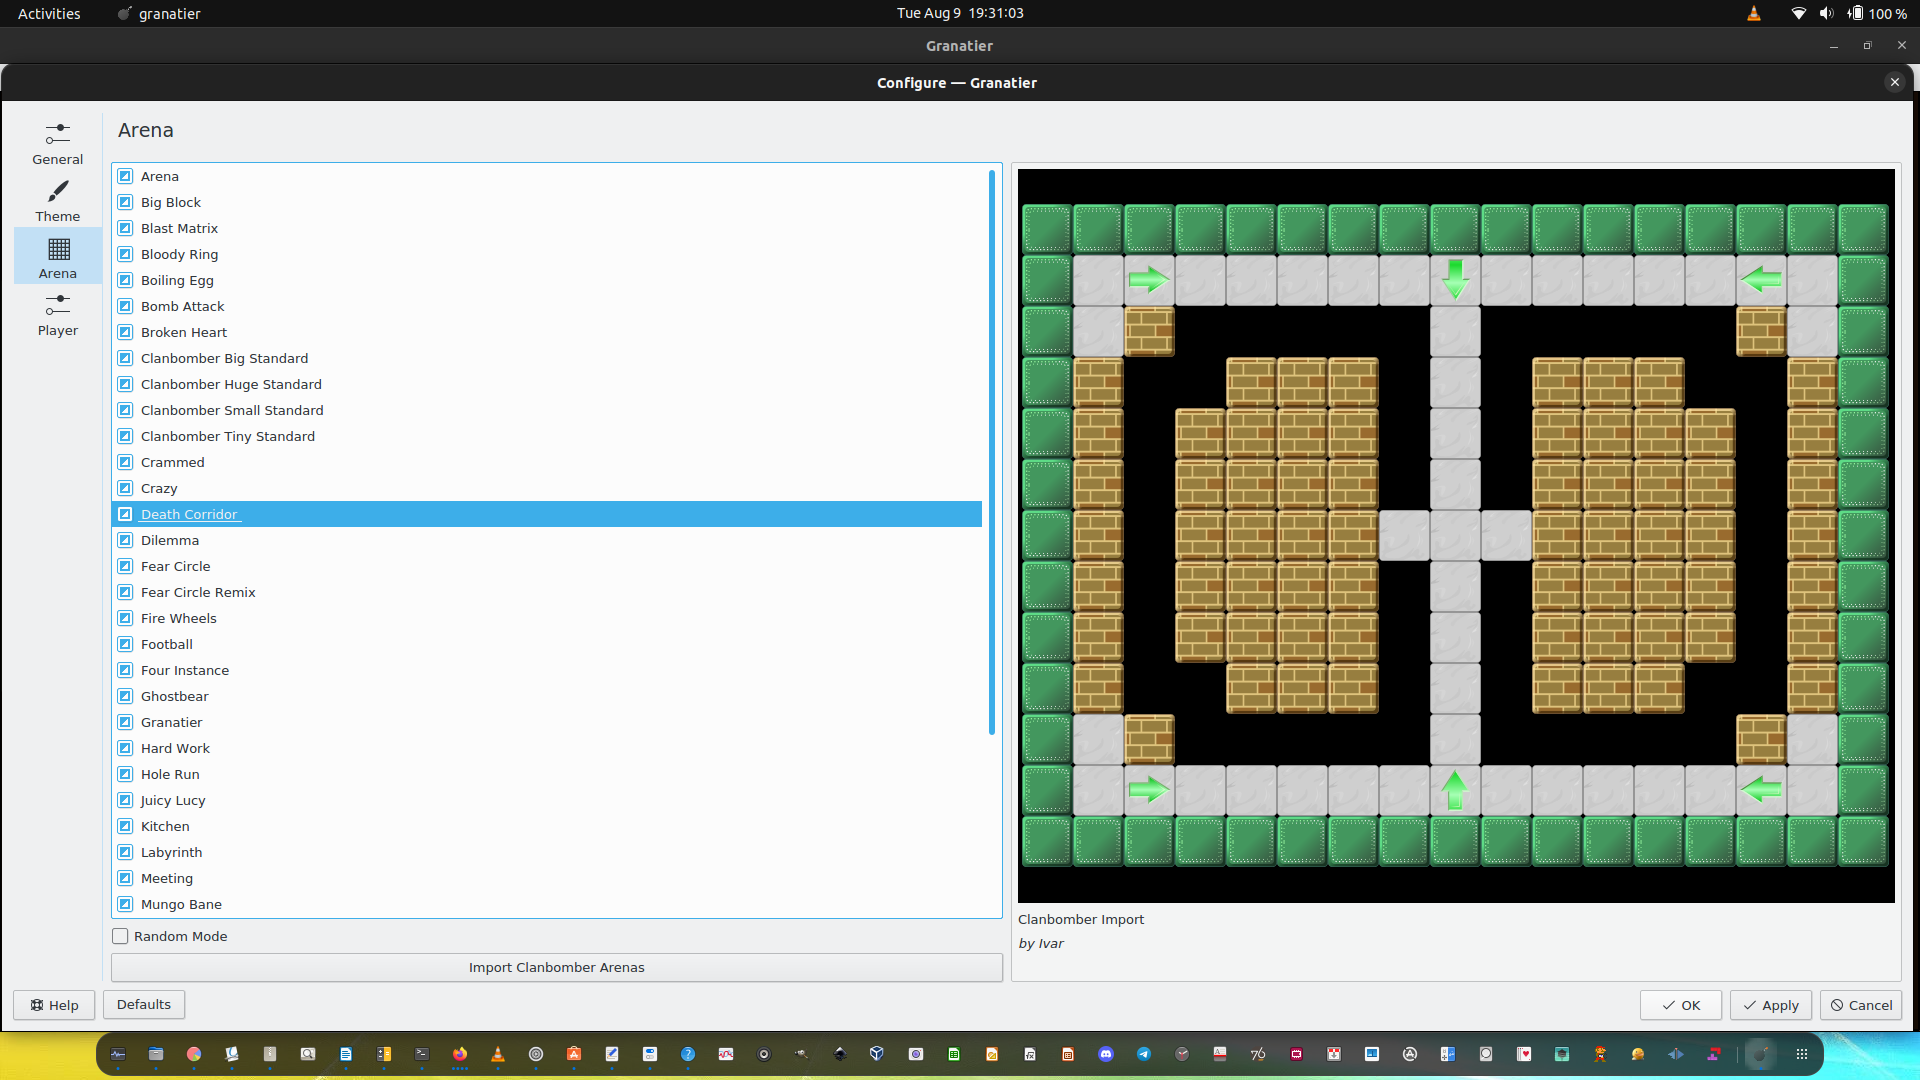 Activities
granatier
Tue Aug 9 19:31:03
100 %
Granatier
Configure — Granatier
General
Theme
Arena
Player
Arena
Arena
Big Block
Blast Matrix
Bloody Ring
Boiling Egg
Bomb Attack
Broken Heart
Clanbomber Big Standard
Clanbomber Huge Standard
Clanbomber Small Standard
Clanbomber Tiny Standard
Crammed
Crazy
Death Corridor
Dilemma
Fear Circle
Fear Circle Remix
Fire Wheels
Football
Four Instance
Ghostbear
Granatier
Hard Work
Hole Run
Juicy Lucy
Kitchen
Labyrinth
Meeting
Mungo Bane
Random Mode
Import Clanbomber Arenas
Clanbomber Import
by Ivar
Help
Defaults
OK
Apply
Cancel